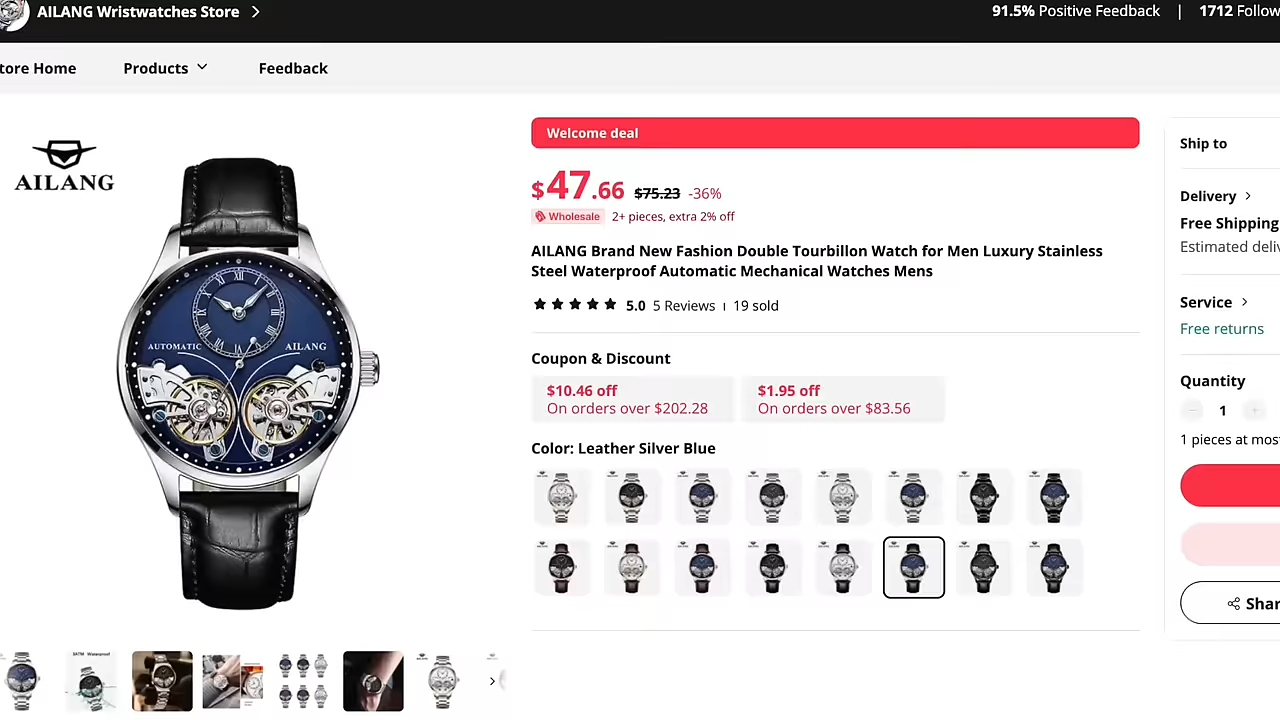 AILANG Wristwatches Store
91.5% Positive Feedback | 1712 Follow
tore Home
Products
Feedback
AILANG
AUTOMATIC
AILANG
3ATM Waterproof
Welcome deal
$47.66 $75.23 -36%
Wholesale 2+ pieces, extra 2% off
AILANG Brand New Fashion Double Tourbillon Watch for Men Luxury Stainless
Steel Waterproof Automatic Mechanical Watches Mens
5.0 5 Reviews 19 sold
Coupon & Discount
$10.46 off
On orders over $202.28
$1.95 off
On orders over $83.56
Color: Leather Silver Blue
Ship to
Delivery
Free Shipping
Estimated deliv
Service
Free returns
Quantity
- 1 +
1 pieces at mos
Shar